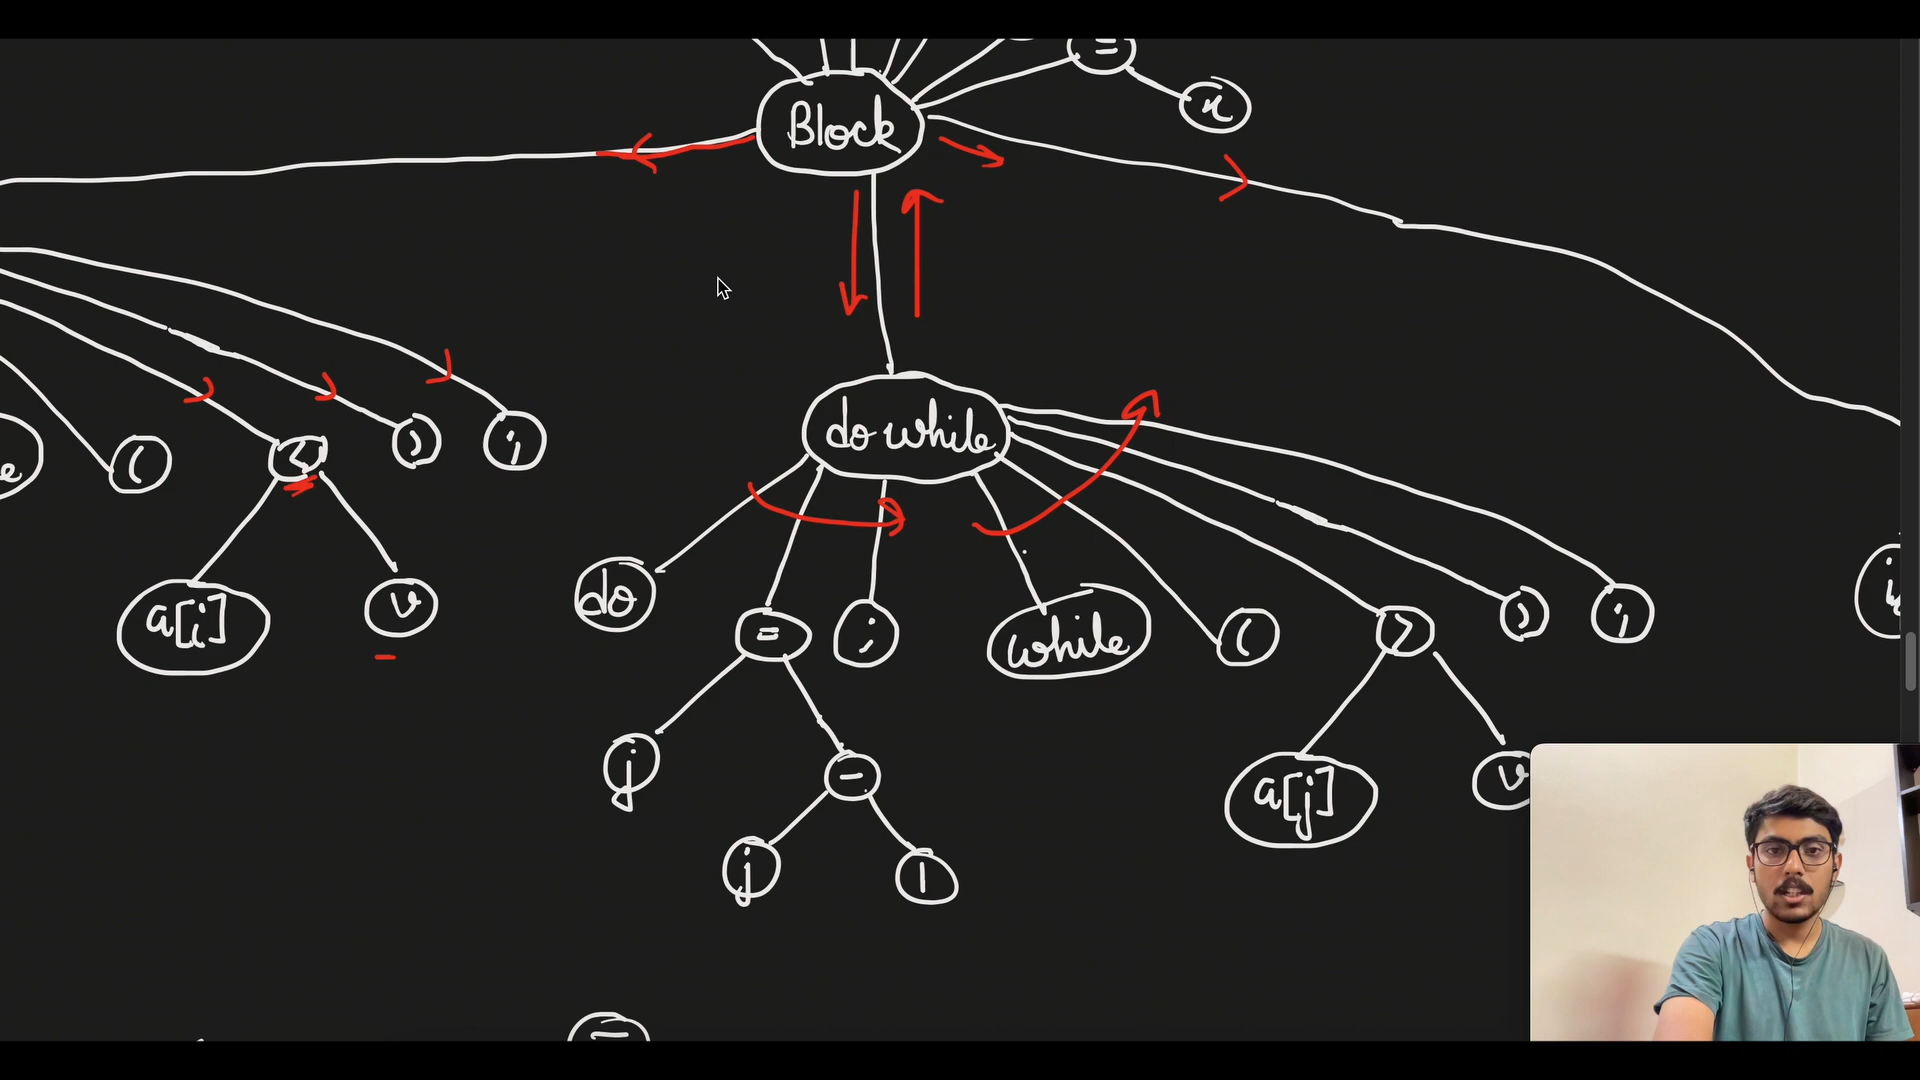 =
x
Block
do while
(
<
)
;
a[i]
v
do
=
;
while
(
>
)
;
j
-
a[j]
v
j
1
=